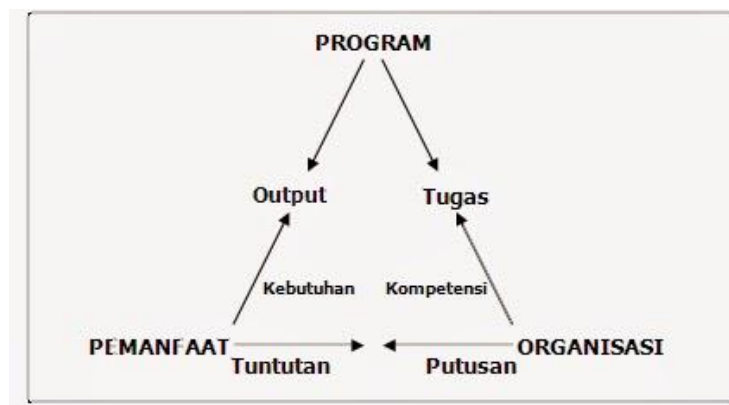 PROGRAM
Output Tugas
Kebutuhan Kompetensi
PEMANFAAT ORGANISASI
Tuntutan Putusan